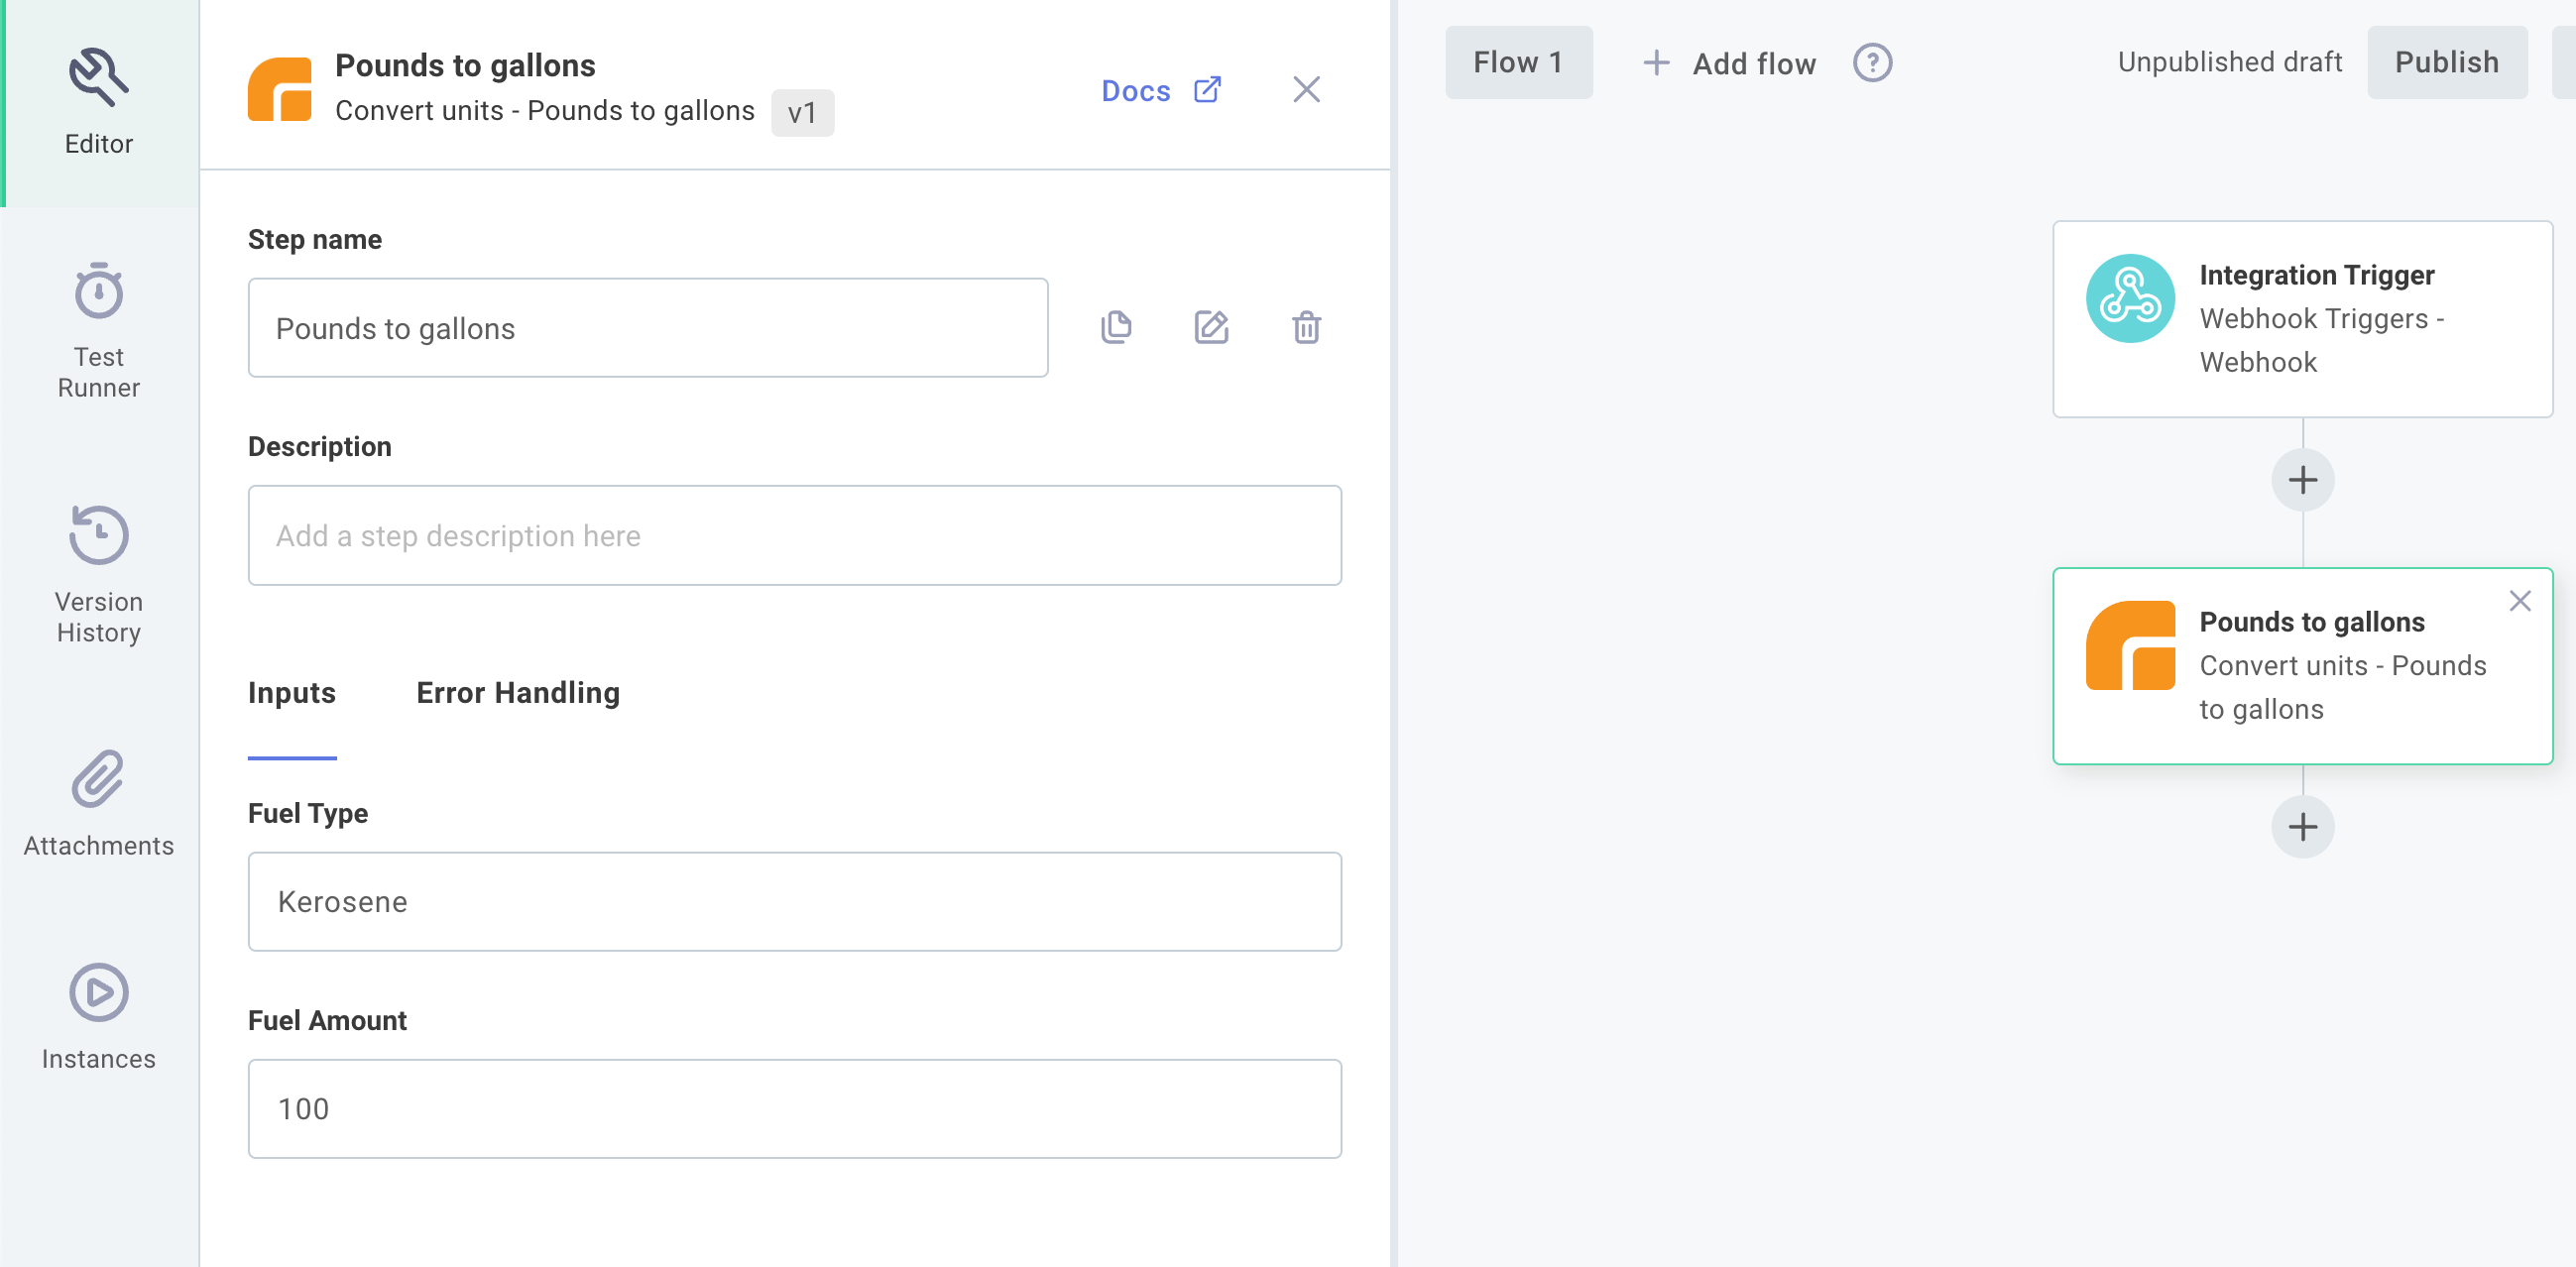 Editor
Test
Runner
Version
History
Attachments
Instances
Pounds to gallons
Convert units - Pounds to gallons v1
Docs
Step name
Pounds to gallons
Description
Add a step description here
Inputs Error Handling
Fuel Type
Kerosene
Fuel Amount
100
Flow 1 + Add flow ? Unpublished draft Publish
Integration Trigger
Webhook Triggers -
Webhook
Pounds to gallons
Convert units - Pounds
to gallons